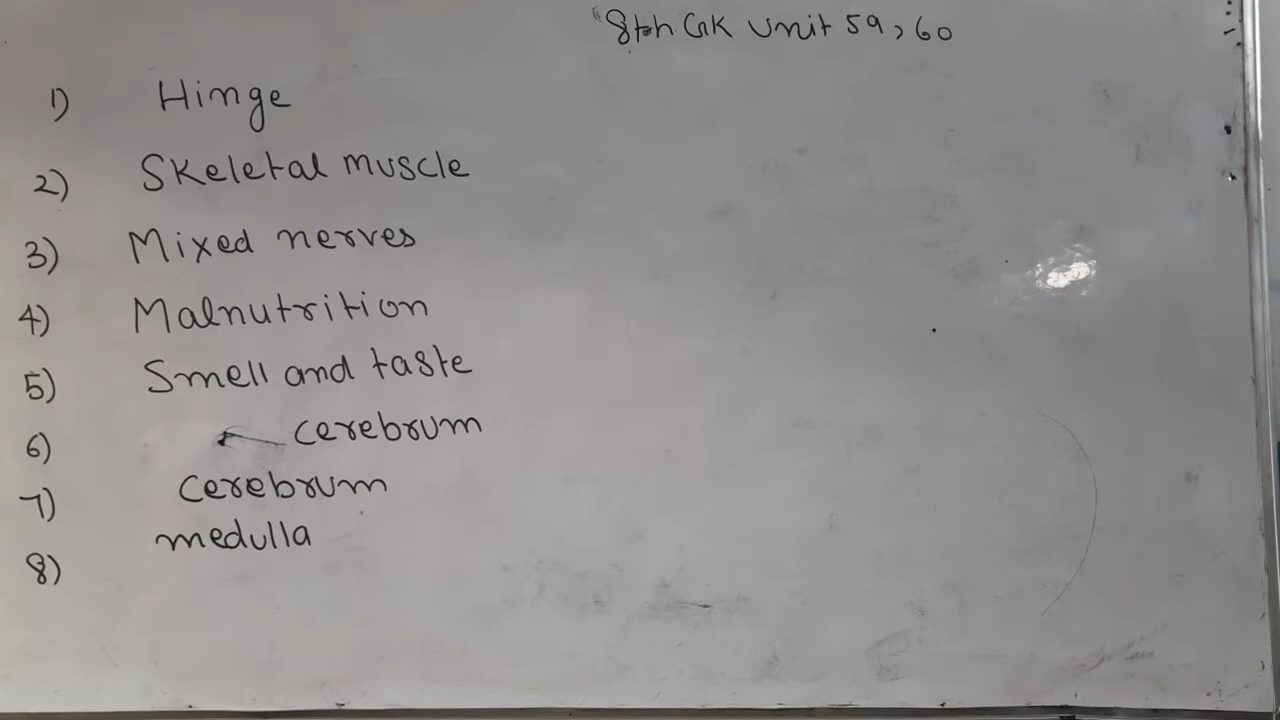 8th GK Unit 59, 60
1) Hinge
2) Skeletal muscle
3) Mixed nerves
4) Malnutrition
5) Smell and taste
6) cerebrum
7) cerebrum
8) medulla